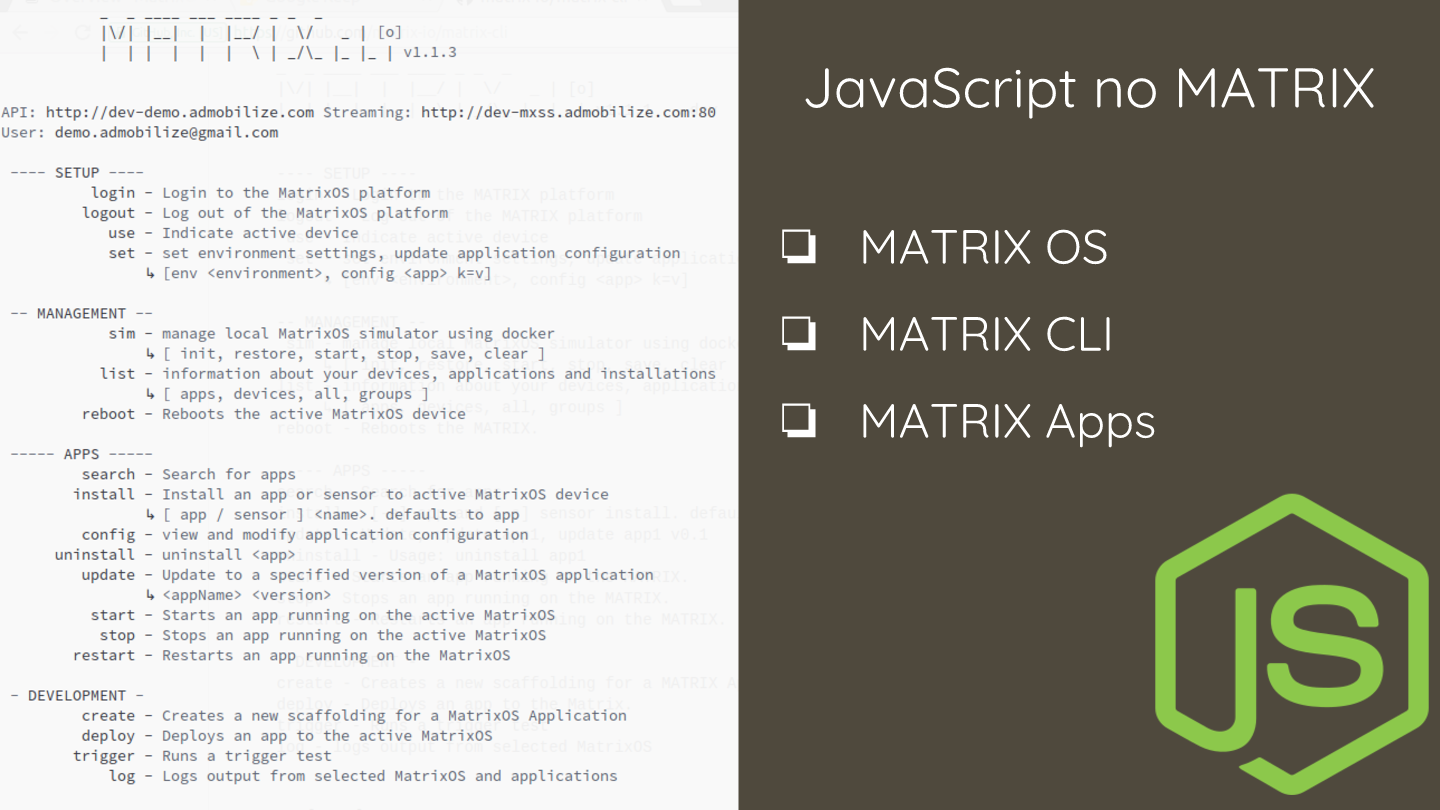 v1.1.3
API: http://dev-demo.admobilize.com Streaming: http://dev-mxss.admobilize.com:80
User: demo.admobilize@gmail.com
---- SETUP ----
login - Login to the MatrixOS platform
logout - Log out of the MatrixOS platform
use - Indicate active device
set - set environment settings, update application configuration
↳ [env <environment>, config <app> k=v]
-- MANAGEMENT --
sim - manage local MatrixOS simulator using docker
↳ [ init, restore, start, stop, save, clear ]
list - information about your devices, applications and installations
↳ [ apps, devices, all, groups ]
reboot - Reboots the active MatrixOS device
----- APPS -----
search - Search for apps
install - Install an app or sensor to active MatrixOS device
↳ [ app / sensor ] <name>. defaults to app
config - view and modify application configuration
uninstall - uninstall <app>
update - Update to a specified version of a MatrixOS application
↳ <appName> <version>
start - Starts an app running on the active MatrixOS
stop - Stops an app running on the active MatrixOS
restart - Restarts an app running on the MatrixOS
- DEVELOPMENT -
create - Creates a new scaffolding for a MatrixOS Application
deploy - Deploys an app to the active MatrixOS
trigger - Runs a trigger test
log - Logs output from selected MatrixOS and applications
JavaScript no MATRIX
❏ MATRIX OS
❏ MATRIX CLI
❏ MATRIX Apps
JS